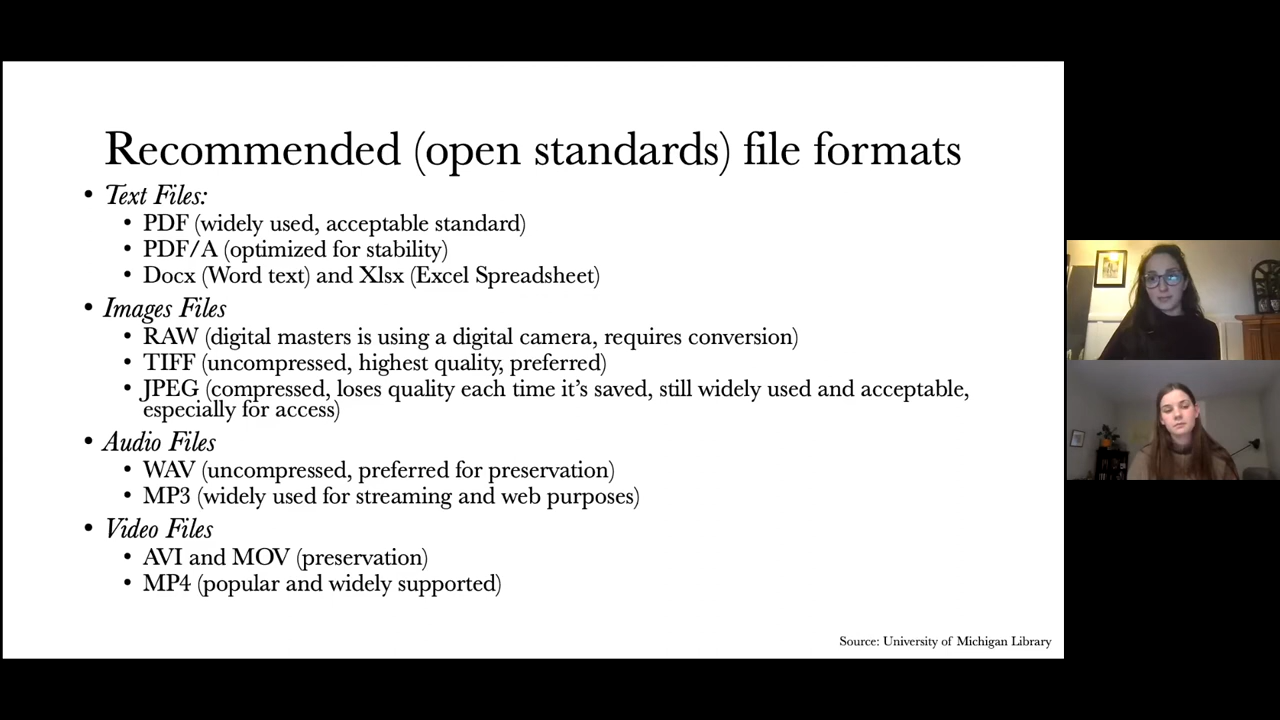 Recommended (open standards) file formats
• Text Files:
• PDF (widely used, acceptable standard)
• PDF/A (optimized for stability)
• Docx (Word text) and Xlsx (Excel Spreadsheet)
• Images Files
• RAW (digital masters is using a digital camera, requires conversion)
• TIFF (uncompressed, highest quality, preferred)
• JPEG (compressed, loses quality each time it’s saved, still widely used and acceptable,
especially for access)
• Audio Files
• WAV (uncompressed, preferred for preservation)
• MP3 (widely used for streaming and web purposes)
• Video Files
• AVI and MOV (preservation)
• MP4 (popular and widely supported)
Source: University of Michigan Library